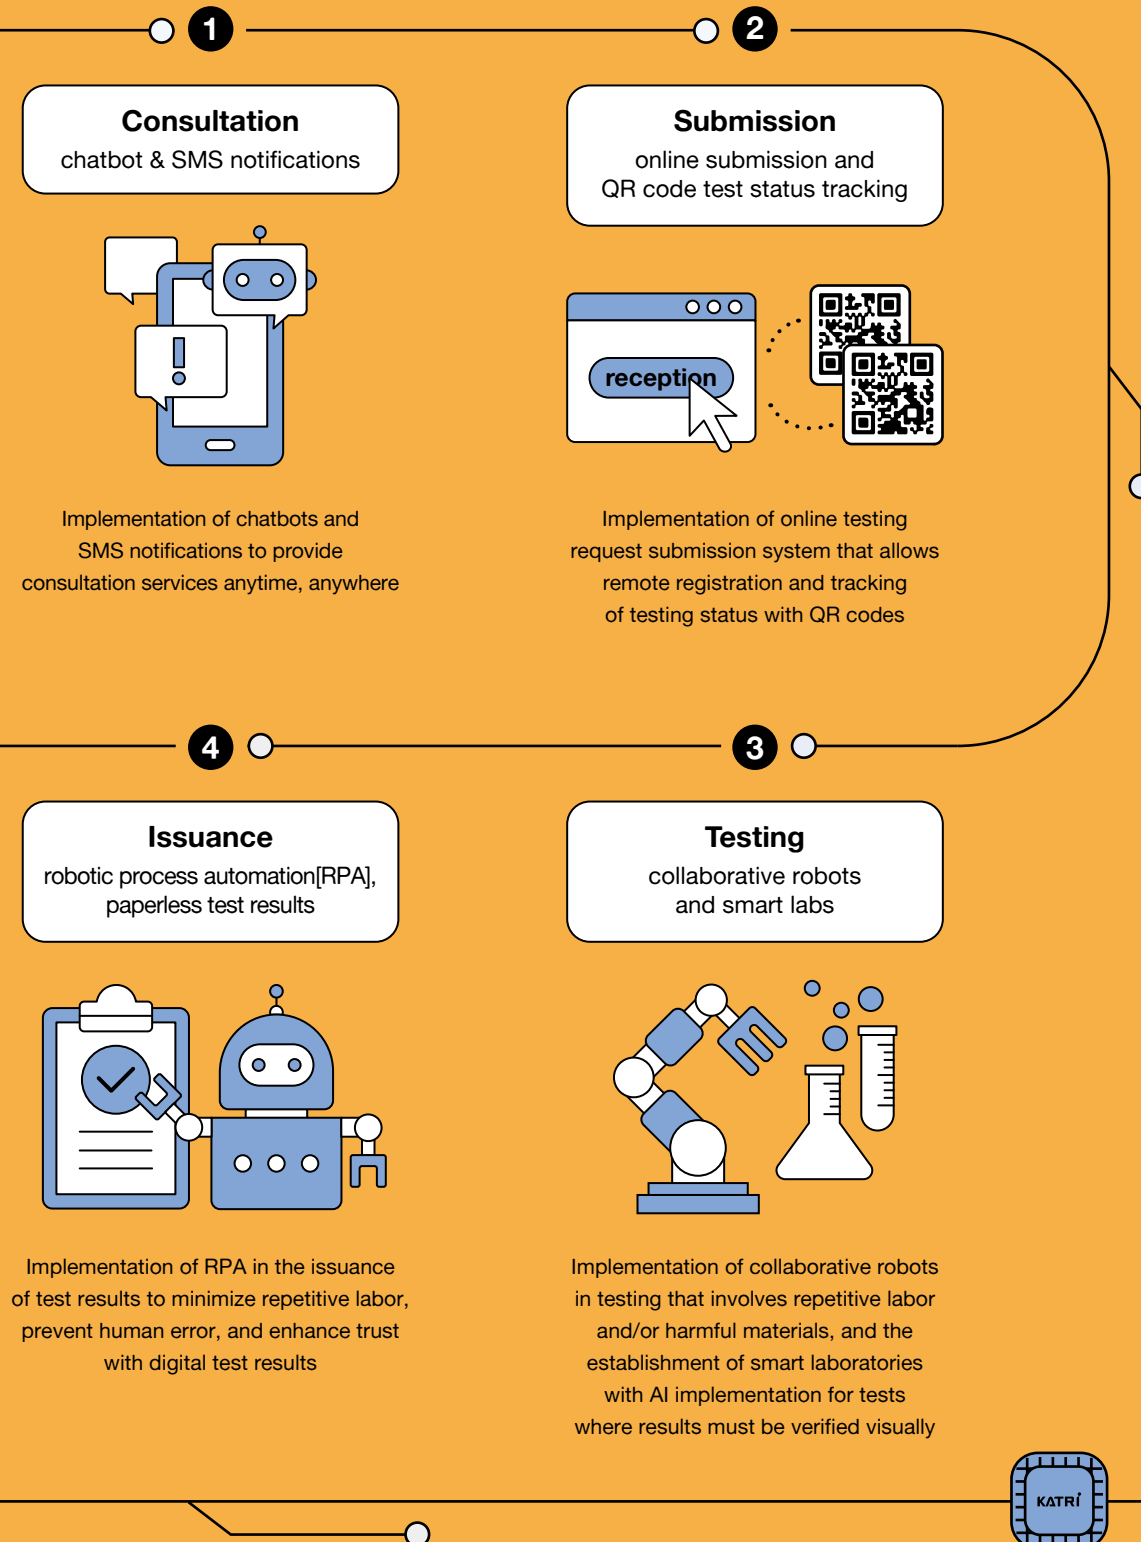 1
Consultation
chatbot & SMS notifications
Implementation of chatbots and
SMS notifications to provide
consultation services anytime, anywhere
2
Submission
online submission and
QR code test status tracking
reception
Implementation of online testing
request submission system that allows
remote registration and tracking
of testing status with QR codes
3
Testing
collaborative robots
and smart labs
Implementation of collaborative robots
in testing that involves repetitive labor
and/or harmful materials, and the
establishment of smart laboratories
with AI implementation for tests
where results must be verified visually
4
Issuance
robotic process automation[RPA],
paperless test results
Implementation of RPA in the issuance
of test results to minimize repetitive labor,
prevent human error, and enhance trust
with digital test results
KATRI